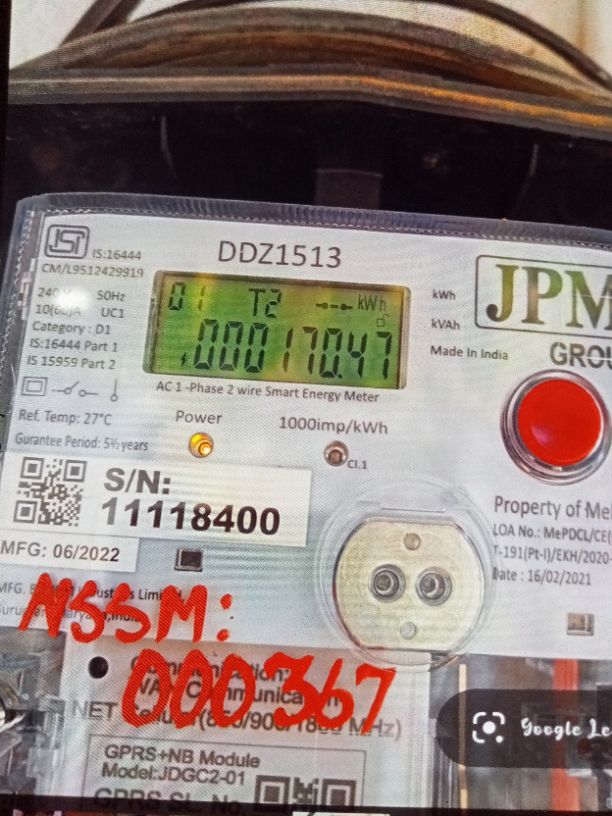 IS:16444
CM/L9512429919
DDZ1513
JPM
GROU
240 V 50Hz
10(60)A UC1
Category : D1
IS:16444 Part 1
IS 15959 Part 2
01 T2 kWh
000170.47
kWh
kVAh
Made In India
AC 1 -Phase 2 wire Smart Energy Meter
Ref. Temp: 27°C
Gurantee Period: 5½ years
Power
1000imp/kWh
Cl.1
S/N:
11118400
MFG: 06/2022
Property of Me
LOA No.: MePDCL/CE(
T-191(Pt-I)/EKH/2020-
Date : 16/02/2021
NSSM:
000367
GPRS+NB Module
Model:JDGC2-01
GPRS SL. No.
Google Le